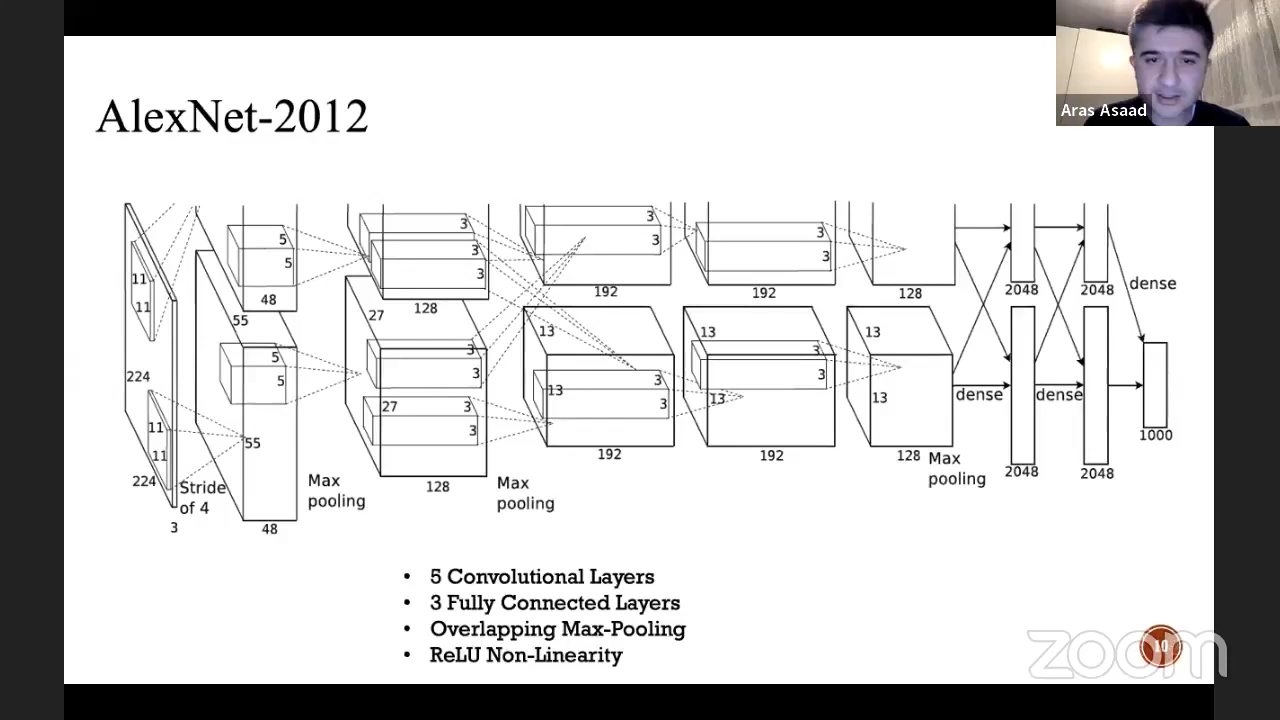 Aras Asaad
AlexNet-2012
11
11
224
11
11
224
3
Stride
of 4
5
5
48
55
5
5
55
48
Max
pooling
3
3
3
3
128
27
3
3
27
3
3
128
Max
pooling
3
3
192
13
3
3
13
192
3
3
192
13
3
3
13
192
128
13
13
128
Max
pooling
2048
2048
dense
dense
dense
2048
2048
1000
• 5 Convolutional Layers
• 3 Fully Connected Layers
• Overlapping Max-Pooling
• ReLU Non-Linearity
10
zoom